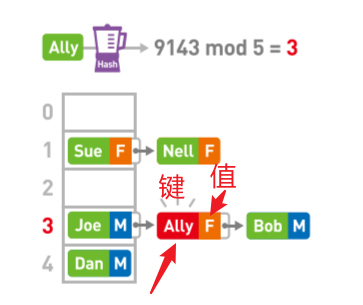 Ally Hash 9143 mod 5 = 3
0
1 Sue F Nell F
2 键 值
3 Joe M Ally F Bob M
4 Dan M